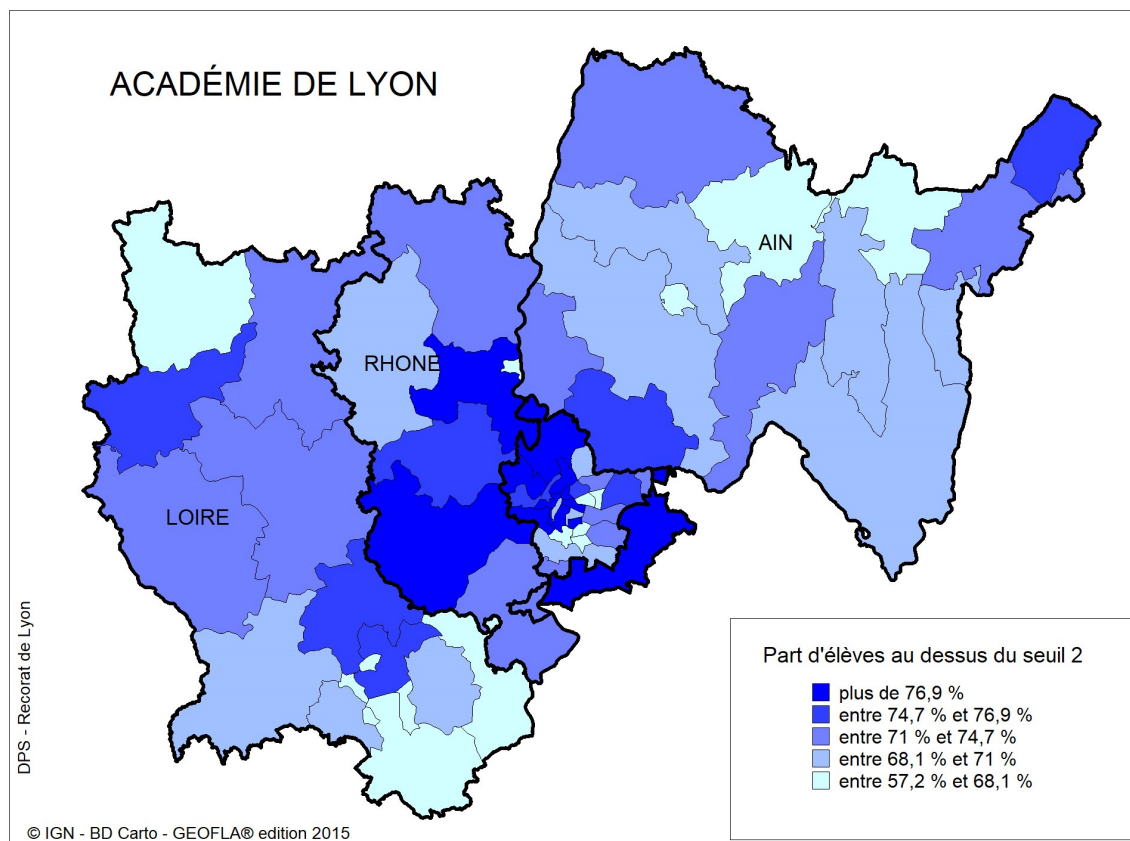 ACADÉMIE DE LYON
AIN
RHONE
LOIRE
DPS - Recorat de Lyon
Part d'élèves au dessus du seuil 2
plus de 76,9 %
entre 74,7 % et 76,9 %
entre 71 % et 74,7 %
entre 68,1 % et 71 %
entre 57,2 % et 68,1 %
© IGN - BD Carto - GEOFLA® edition 2015